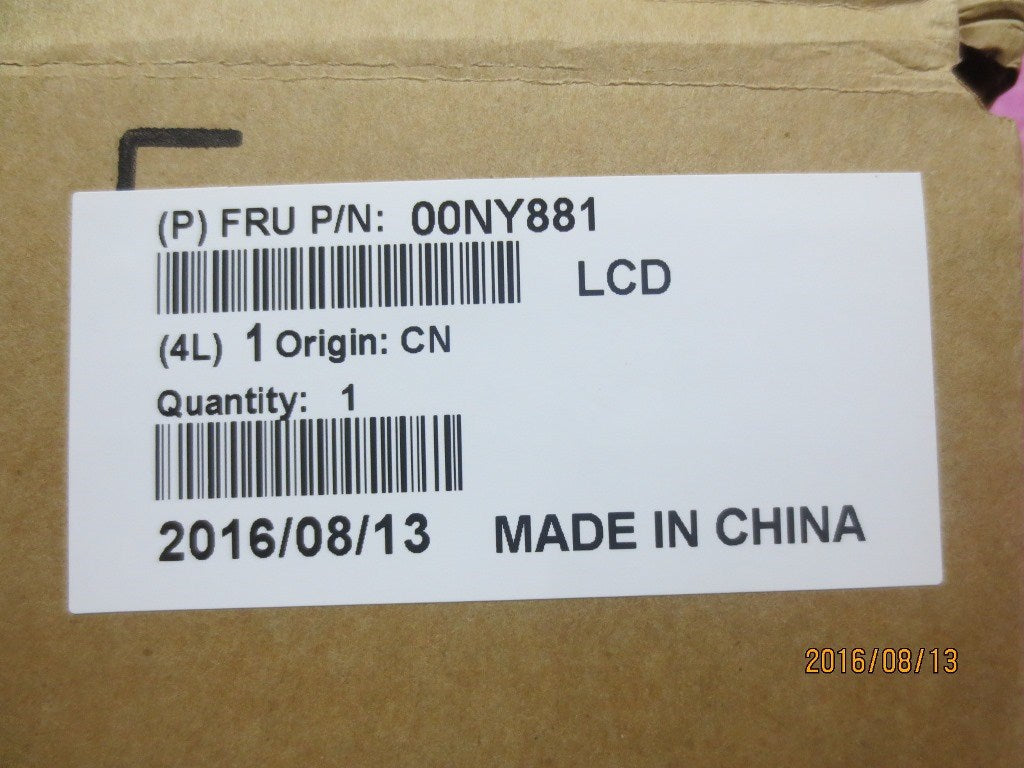 (P) FRU P/N: 00NY881
LCD
(4L) 1 Origin: CN
Quantity: 1
2016/08/13 MADE IN CHINA
2016/08/13